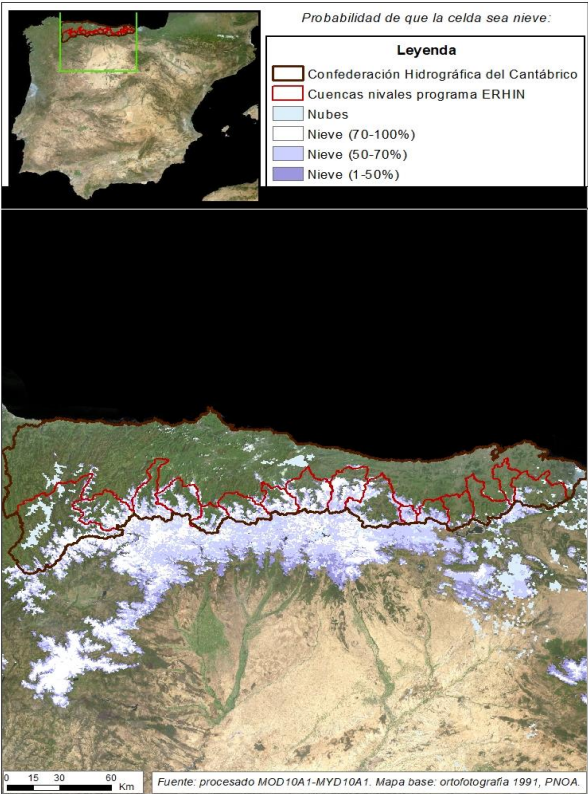 Probabilidad de que la celda sea nieve:
Leyenda
Confederación Hidrográfica del Cantábrico
Cuencas nivales programa ERHIN
Nubes
Nieve (70-100%)
Nieve (50-70%)
Nieve (1-50%)
0 15 30 60
Km
Fuente: procesado MOD10A1-MYD10A1. Mapa base: ortofotografía 1991, PNOA.